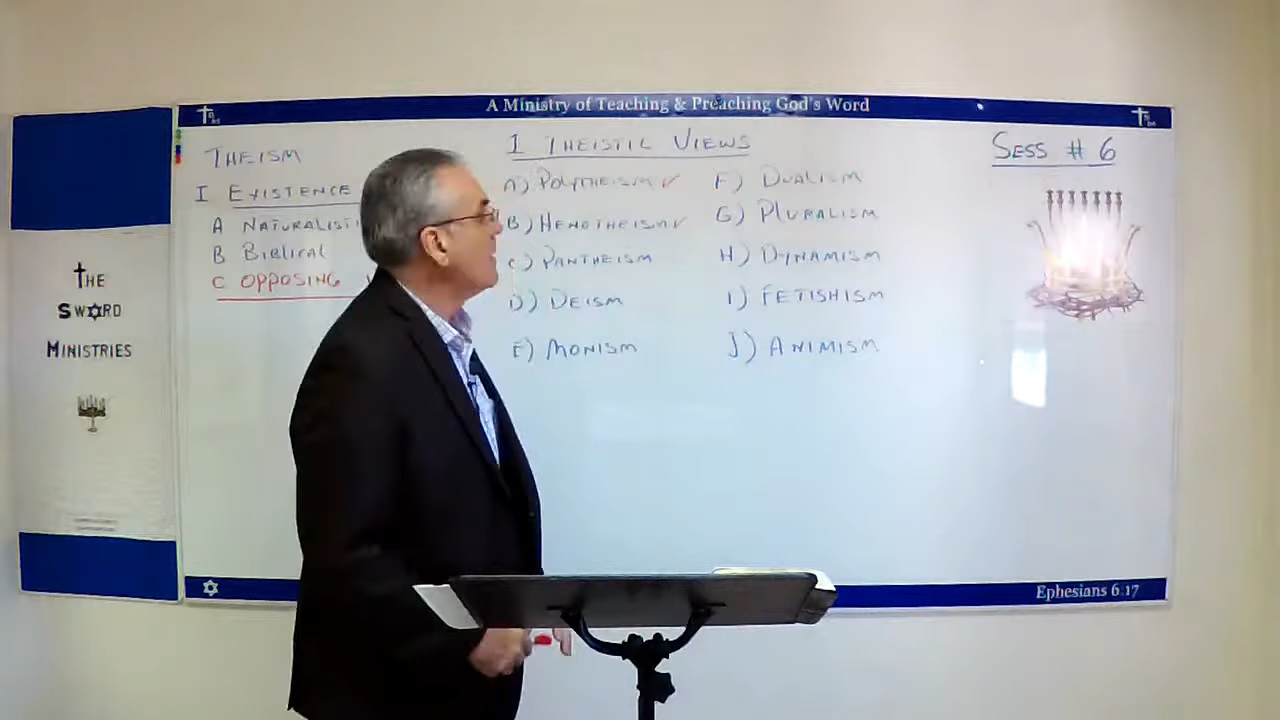 A Ministry of Teaching & Preaching God's Word
THEISM
I EXISTENCE
A NATURALISTI
B BIBLICAL
C OPPOSING
I THEISTIC VIEWS
A) POLYTHEISM ✓
B) HENOTHEISM ✓
C) PANTHEISM
D) DEISM
E) MONISM
F) DUALISM
G) PLURALISM
H) DYNAMISM
I) FETISHISM
J) ANIMISM
SESS # 6
THE
SWORD
MINISTRIES
Ephesians 6:17